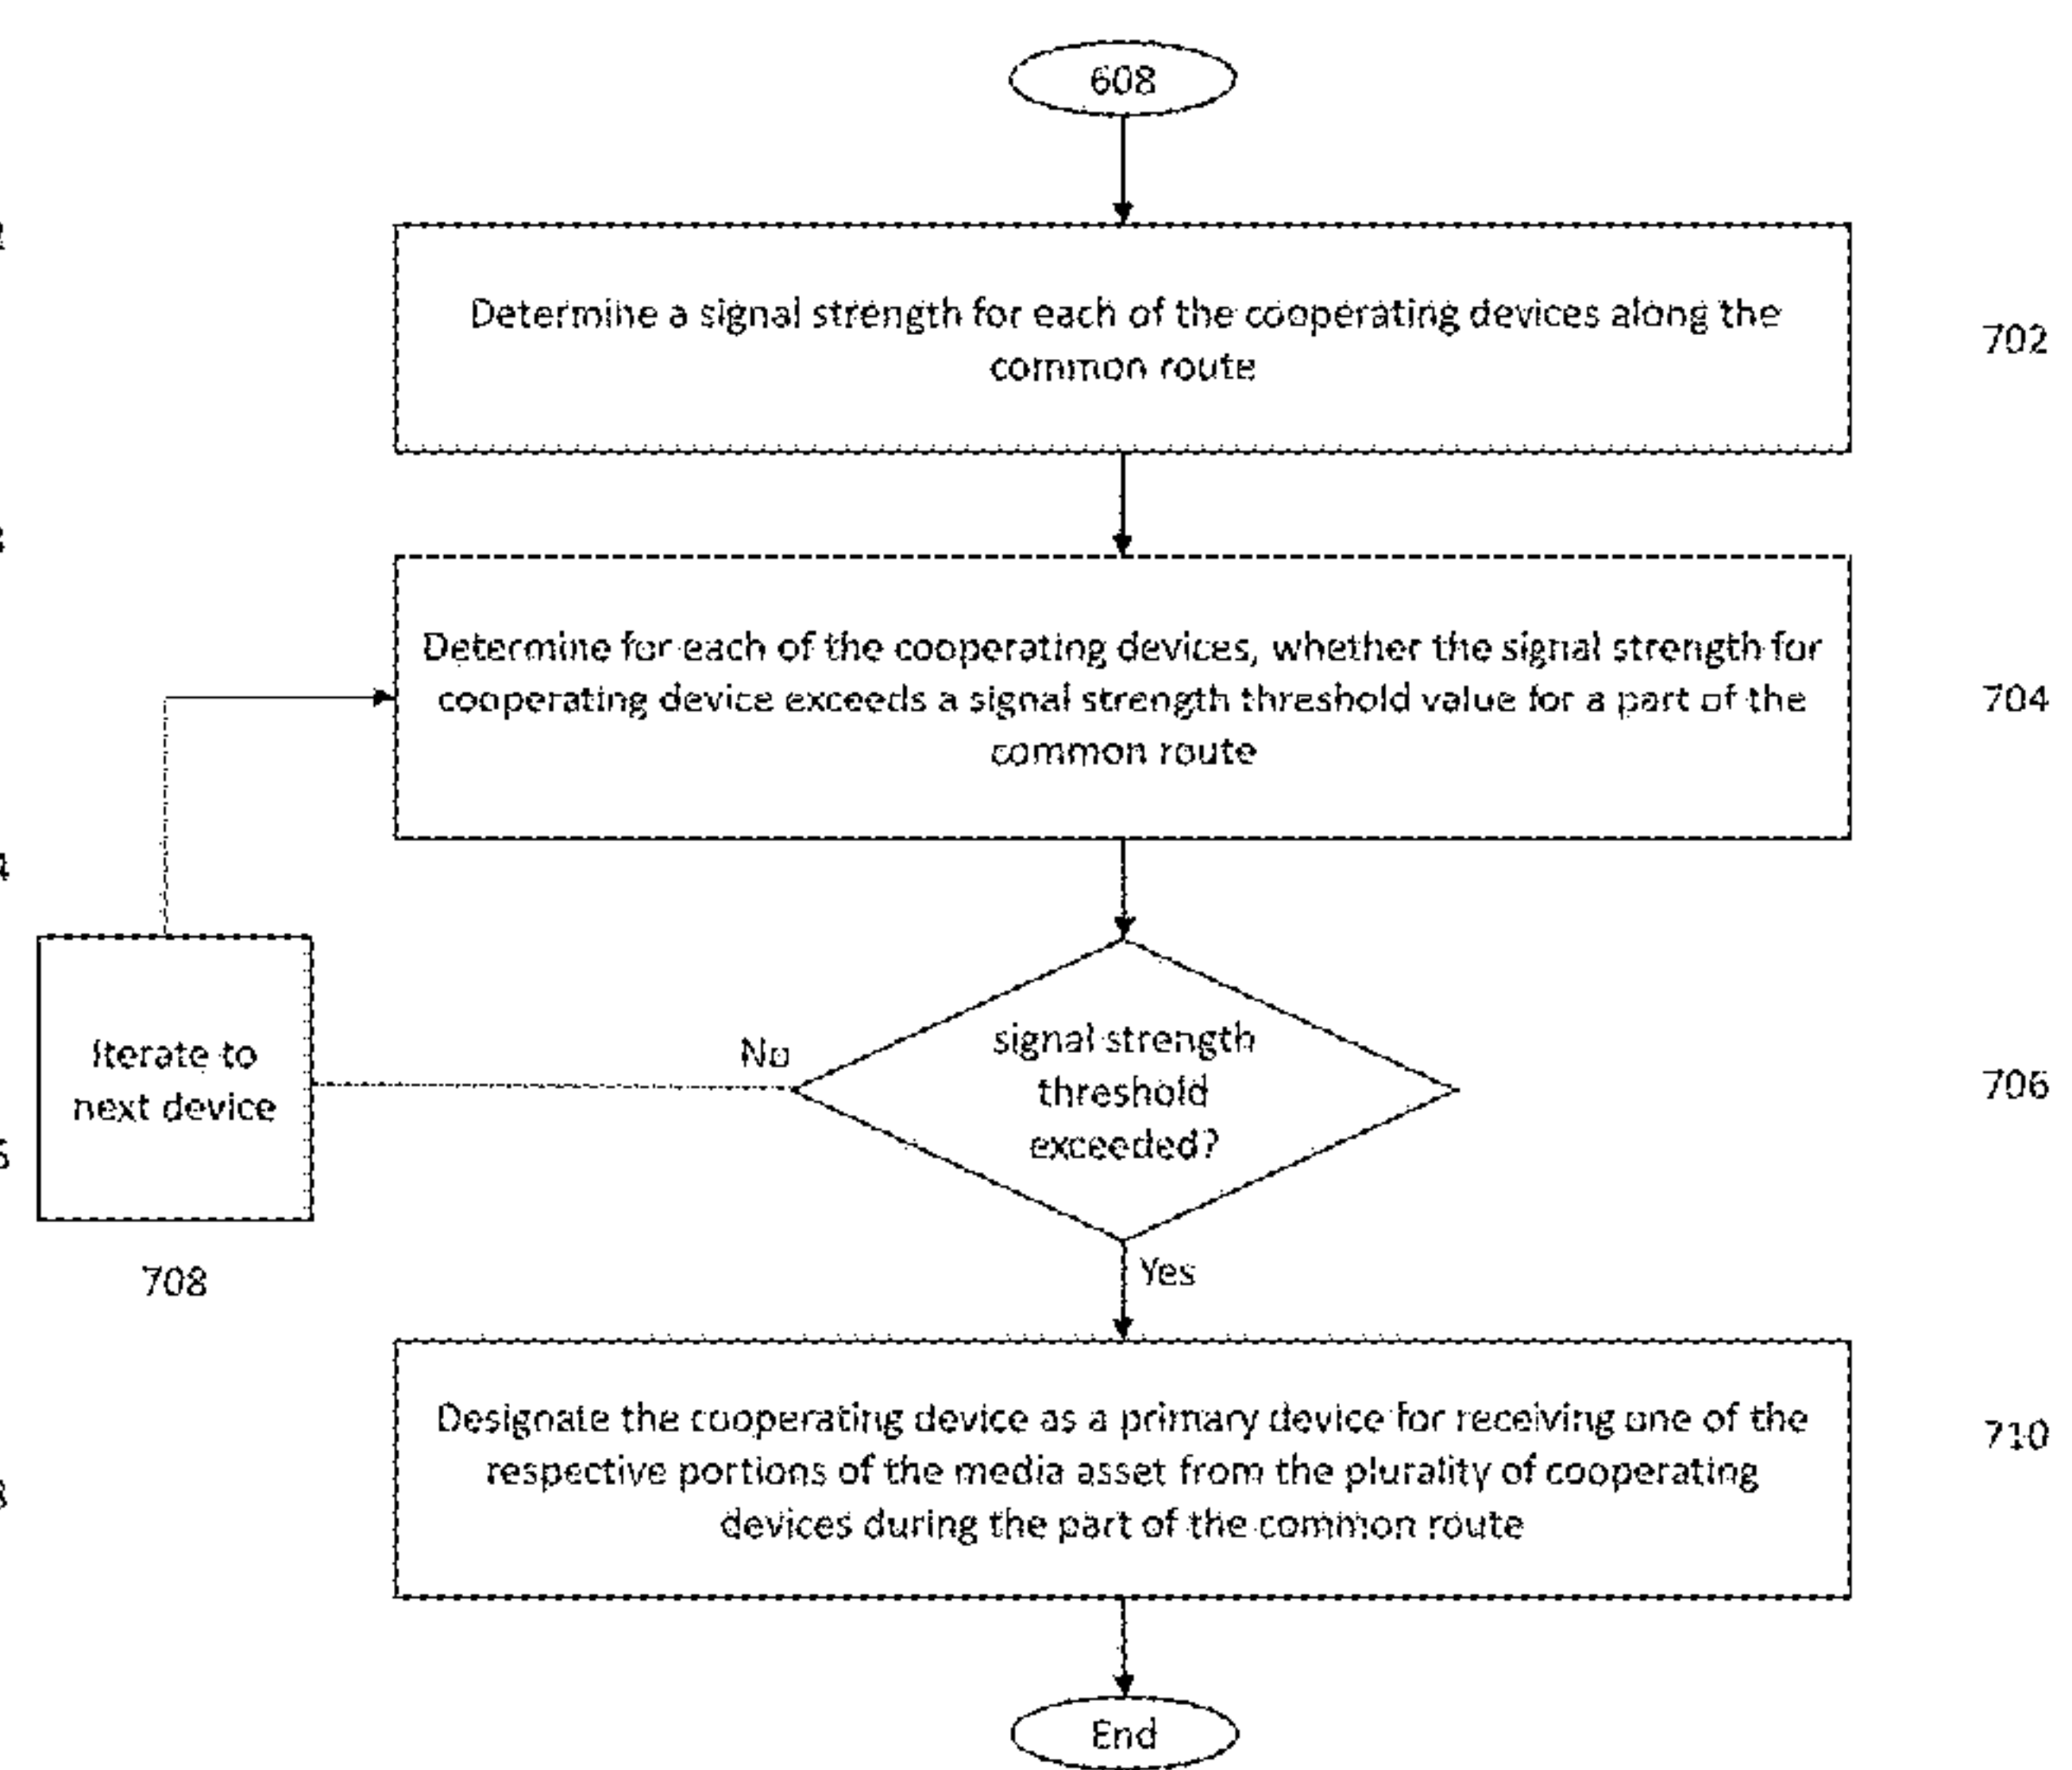 608
Determine a signal strength for each of the cooperating devices along the
common route
702
Determine for each of the cooperating devices, whether the signal strength for
cooperating device exceeds a signal strength threshold value for a part of the
common route
704
signal strength
threshold
exceeded?
706
No
Iterate to
next device
708
Yes
Designate the cooperating device as a primary device for receiving one of the
respective portions of the media asset from the plurality of cooperating
devices during the part of the common route
710
End